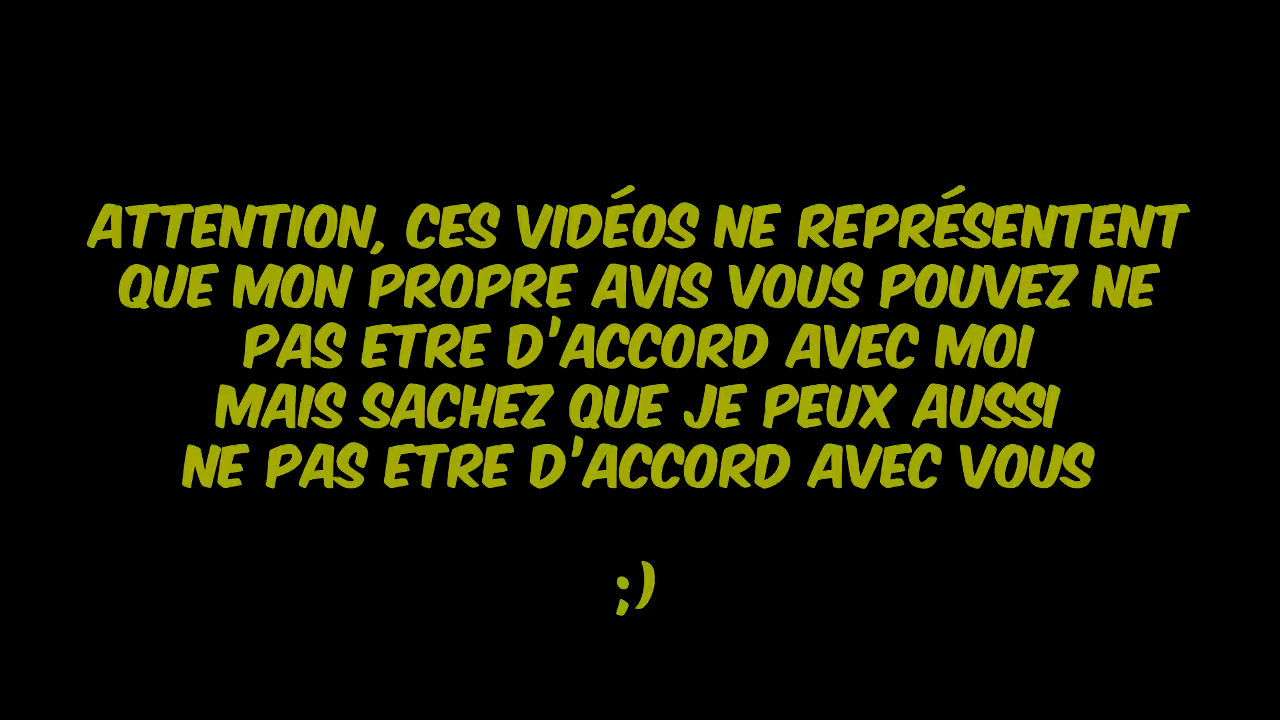 ATTENTION, CES VIDÉOS NE REPRÉSENTENT
QUE MON PROPRE AVIS VOUS POUVEZ NE
PAS ETRE D'ACCORD AVEC MOI
MAIS SACHEZ QUE JE PEUX AUSSI
NE PAS ETRE D'ACCORD AVEC VOUS
;)